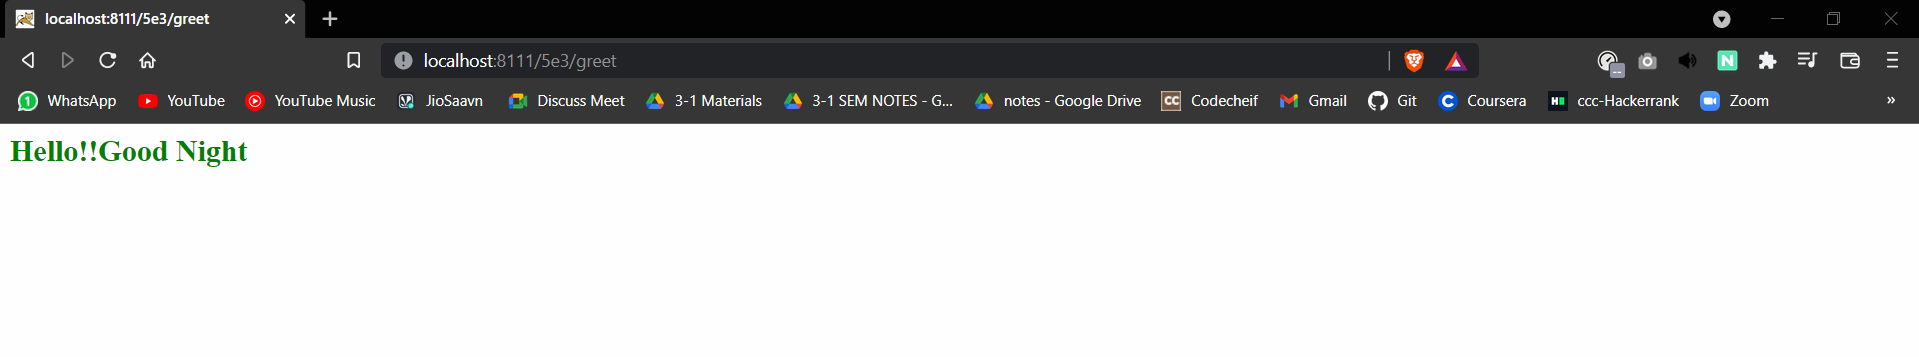 localhost:8111/5e3/greet
localhost:8111/5e3/greet
WhatsApp YouTube YouTube Music JioSaavn Discuss Meet 3-1 Materials 3-1 SEM NOTES - G... notes - Google Drive CC Codecheif Gmail Git Coursera ccc-Hackerrank Zoom »
Hello!!Good Night